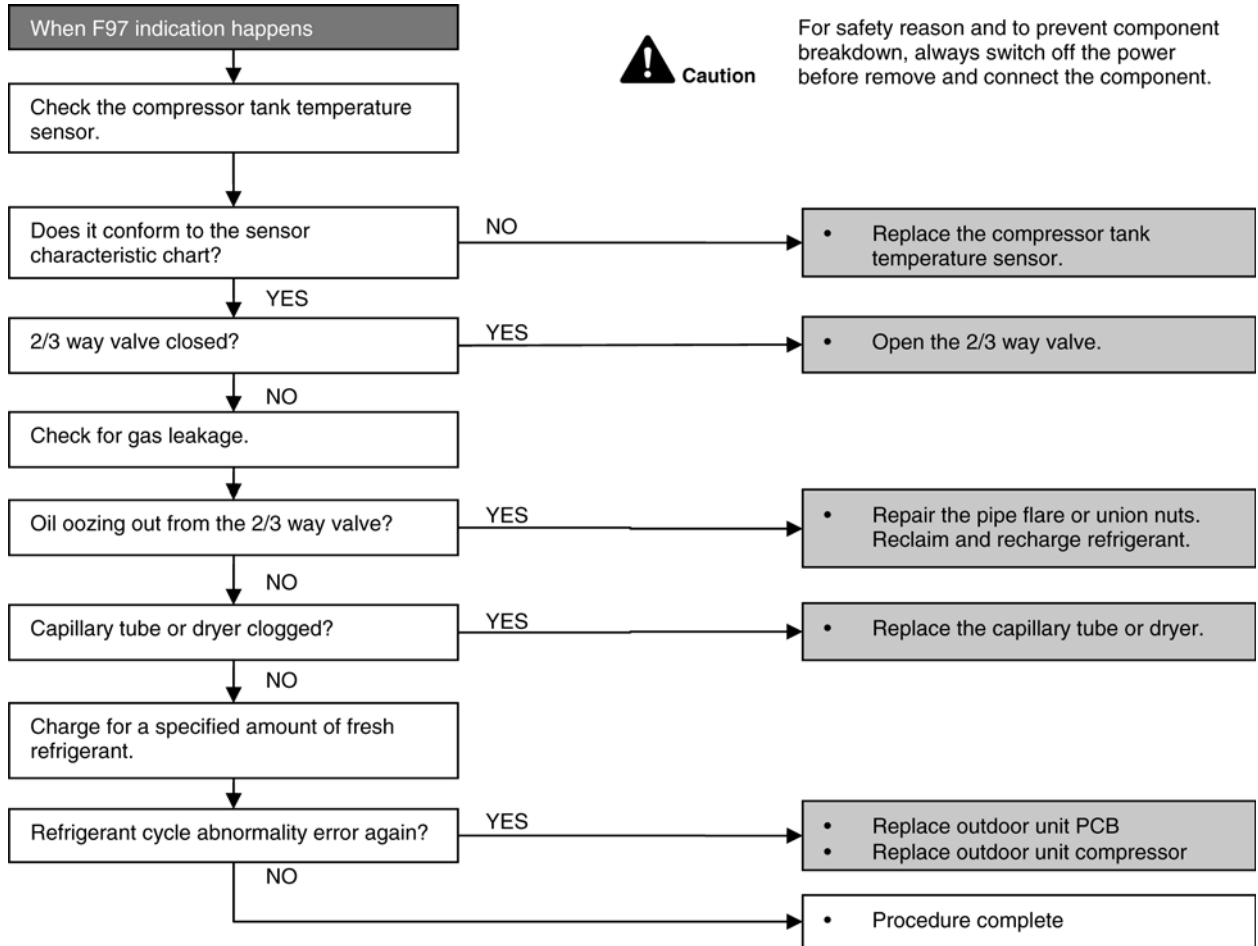 When F97 indication happens
Caution
For safety reason and to prevent component
breakdown, always switch off the power
before remove and connect the component.
Check the compressor tank temperature
sensor.
Does it conform to the sensor
characteristic chart?
NO
• Replace the compressor tank
temperature sensor.
YES
2/3 way valve closed?
YES
• Open the 2/3 way valve.
NO
Check for gas leakage.
Oil oozing out from the 2/3 way valve?
YES
• Repair the pipe flare or union nuts.
Reclaim and recharge refrigerant.
NO
Capillary tube or dryer clogged?
YES
• Replace the capillary tube or dryer.
NO
Charge for a specified amount of fresh
refrigerant.
Refrigerant cycle abnormality error again?
YES
• Replace outdoor unit PCB
• Replace outdoor unit compressor
NO
• Procedure complete